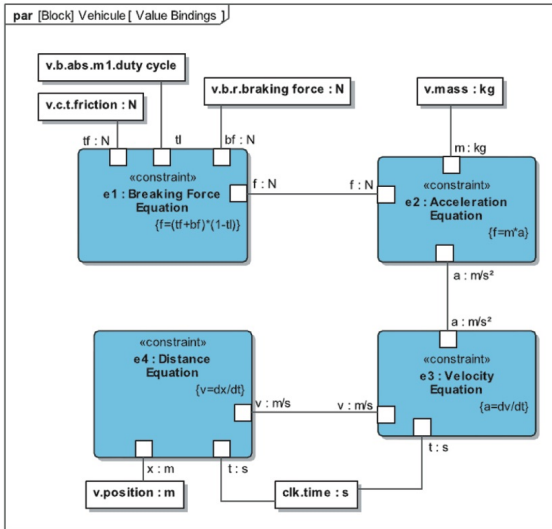 par [Block] Vehicule [ Value Bindings ]
v.b.abs.m1.duty cycle
v.c.t.friction : N
v.b.r.braking force : N
v.mass : kg
tf : N
tl
bf : N
m : kg
«constraint»
e1 : Breaking Force
Equation
{f=(tf+bf)*(1-tl)}
f : N
f : N
«constraint»
e2 : Acceleration
Equation
{f=m*a}
a : m/s²
a : m/s²
«constraint»
e4 : Distance
Equation
{v=dx/dt}
v : m/s
v : m/s
«constraint»
e3 : Velocity
Equation
{a=dv/dt}
x : m
t : s
t : s
v.position : m
clk.time : s